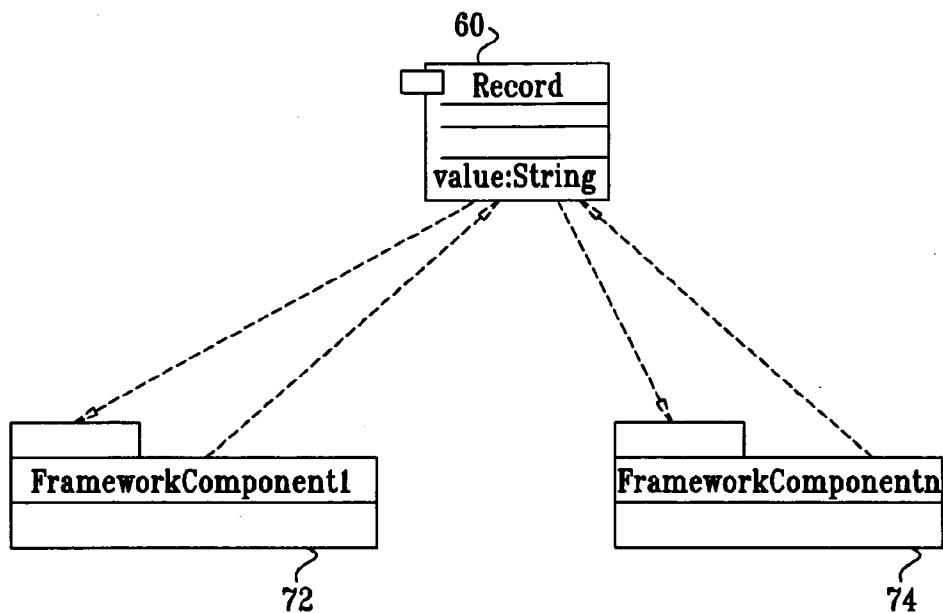 60
Record
value:String
FrameworkComponent1
FrameworkComponentn
72
74